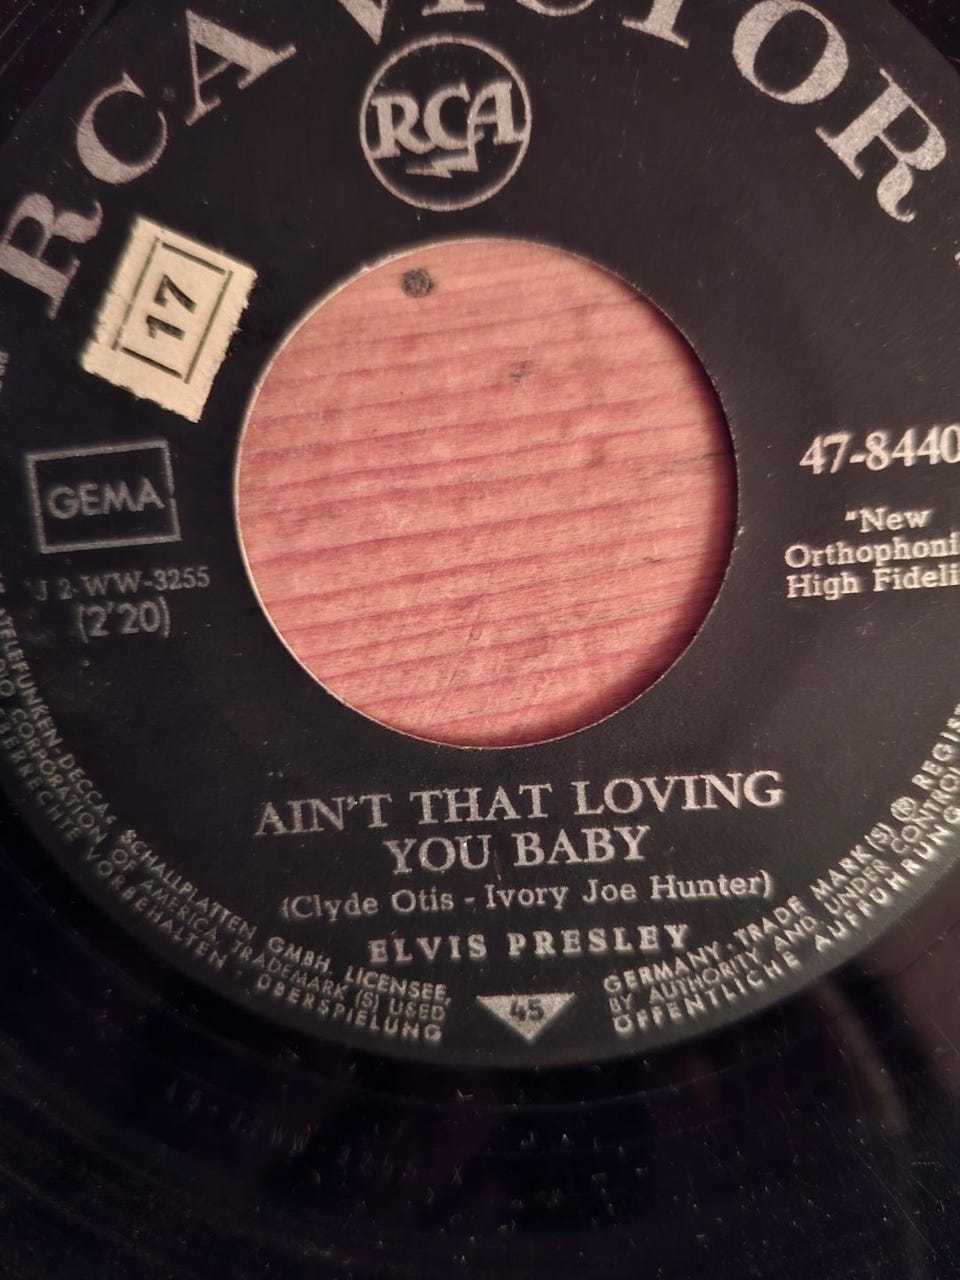 RCA VICTOR
RCA
17
GEMA
47-8440
"New
Orthophoni
High Fideli
J 2-WW-3255
(2'20)
AIN'T THAT LOVING
YOU BABY
(Clyde Otis - Ivory Joe Hunter)
ELVIS PRESLEY
45
TELEFUNKEN-DECCA SCHALLPLATTEN GMBH, LICENSEE,
CORPORATION OF AMERICA, TRADEMARK (S) USED
VORBEHALTEN · ÜBERSPIELUNG
GERMANY · TRADE MARK(S) ® REGIS
BY AUTHORITY AND UNDER CONTROL
ÖFFENTLICHE AUFFÜHRUNG